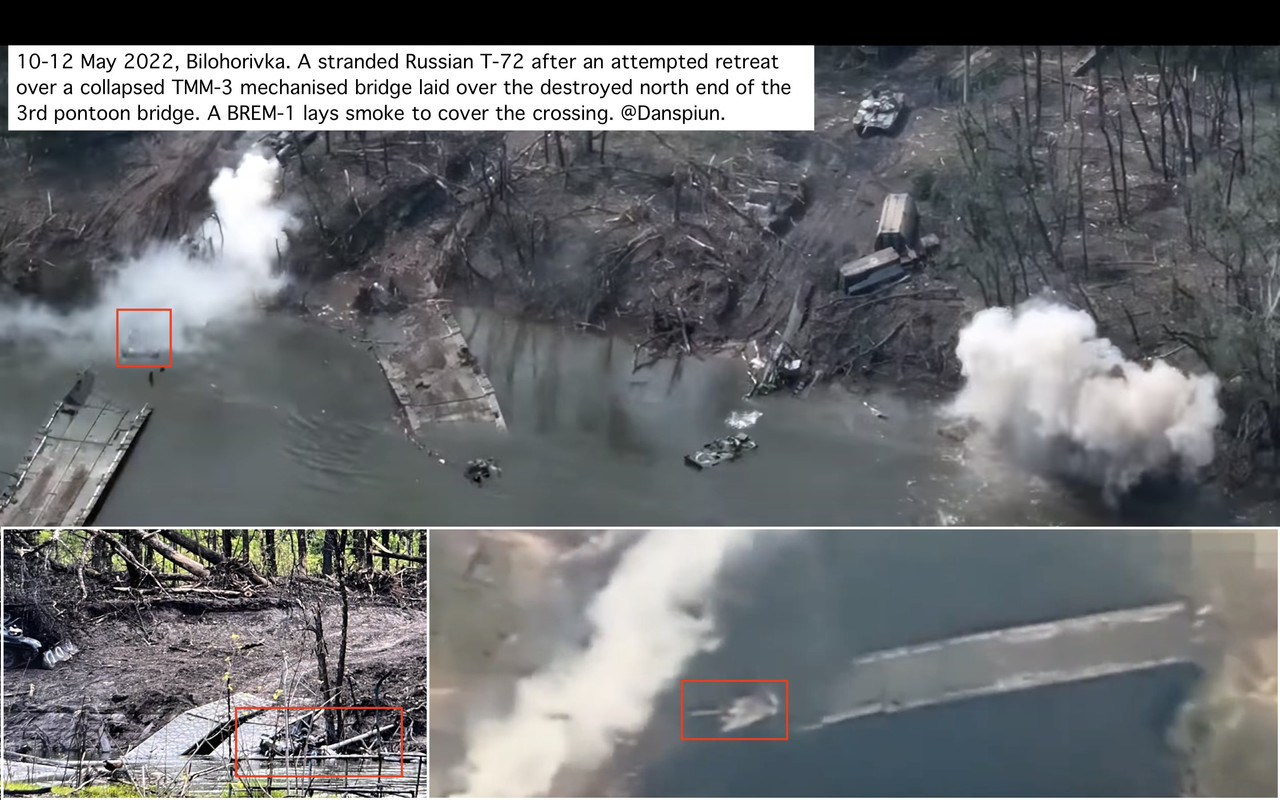 10-12 May 2022, Bilohorivka. A stranded Russian T-72 after an attempted retreat
over a collapsed TMM-3 mechanised bridge laid over the destroyed north end of the
3rd pontoon bridge. A BREM-1 lays smoke to cover the crossing. @Danspiun.